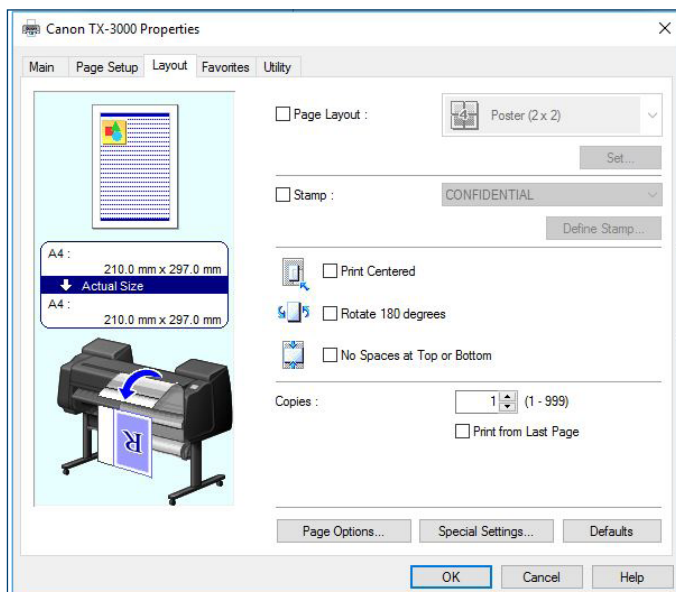 Canon TX-3000 Properties
Main Page Setup Layout Favorites Utility
Page Layout :
4 Poster (2 x 2)
Set...
Stamp :
CONFIDENTIAL
Define Stamp...
A4 :
210.0 mm x 297.0 mm
Actual Size
A4 :
210.0 mm x 297.0 mm
Print Centered
Rotate 180 degrees
No Spaces at Top or Bottom
Copies :
1 (1 - 999)
Print from Last Page
R
Page Options... Special Settings... Defaults
OK Cancel Help